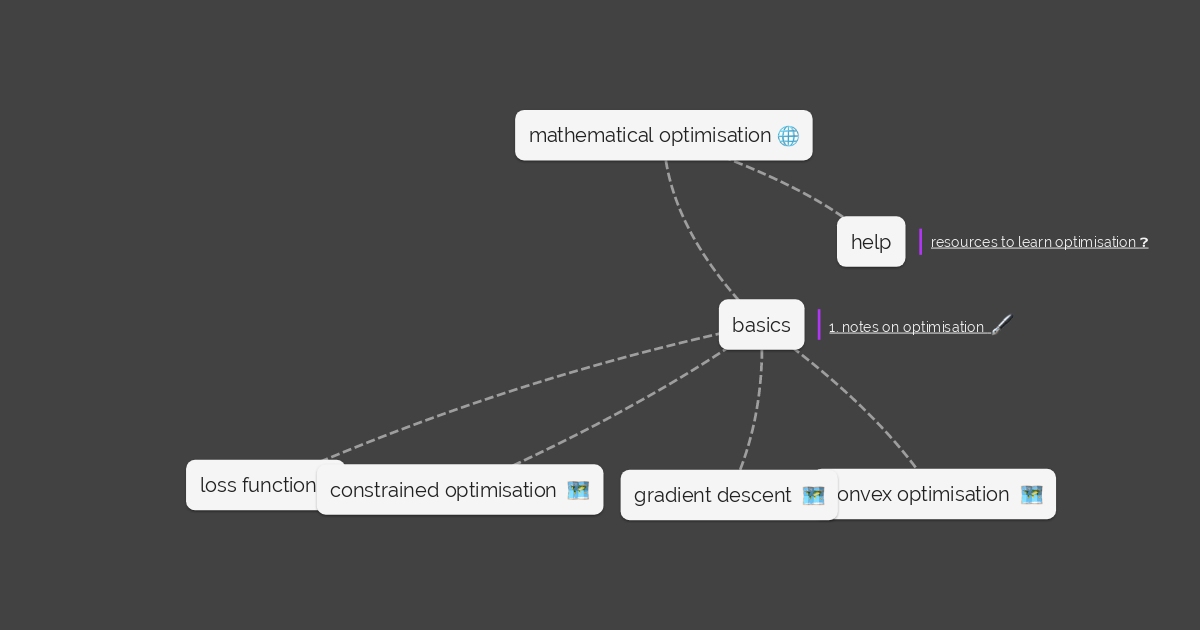 mathematical optimisation
help
resources to learn optimisation ?
basics
1. notes on optimisation
loss function
constrained optimisation
gradient descent
onvex optimisation